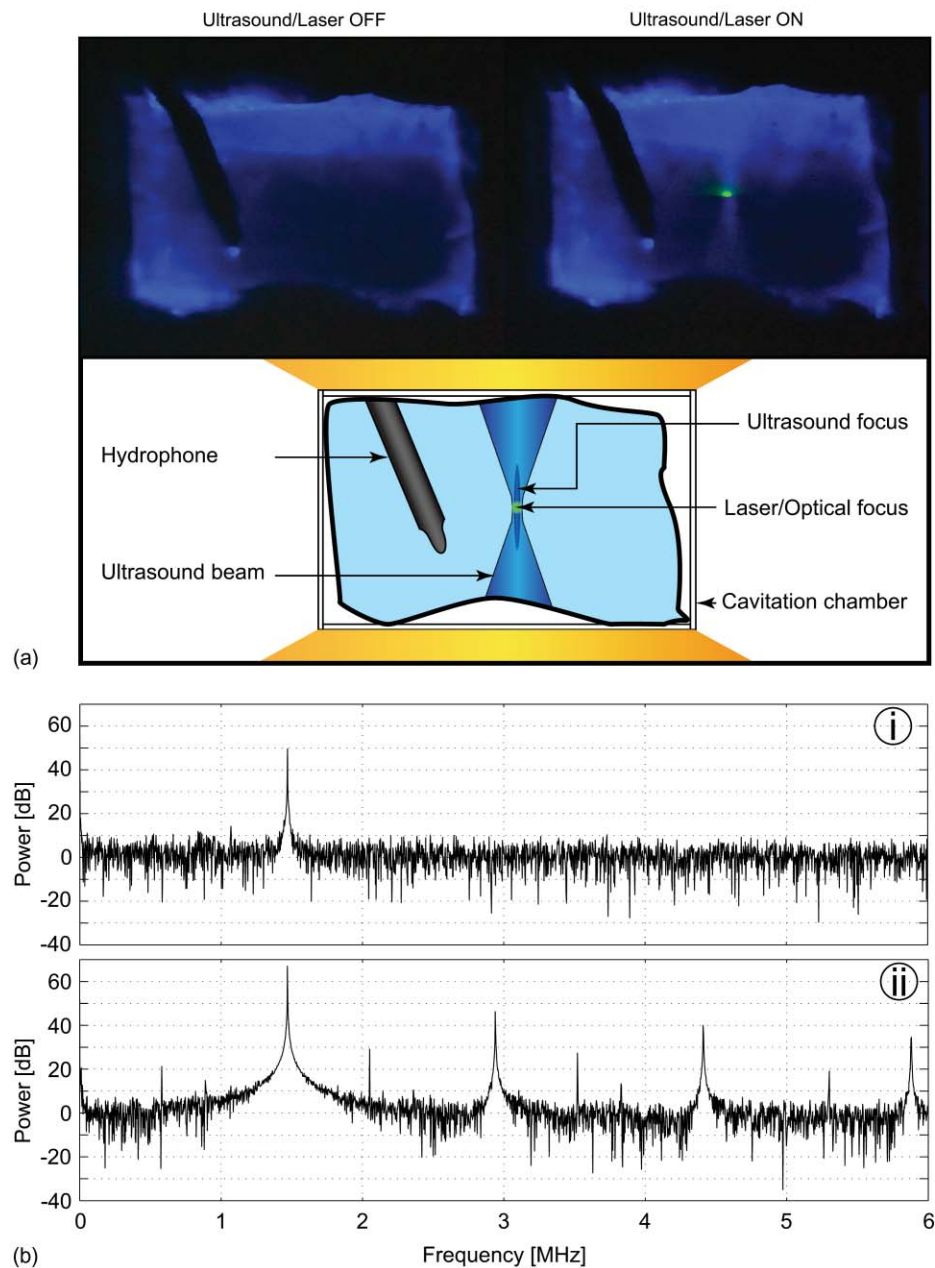 Ultrasound/Laser OFF
Ultrasound/Laser ON
Hydrophone
Ultrasound beam
Ultrasound focus
Laser/Optical focus
Cavitation chamber
(a)
i
60
40
20
0
-20
-40
Power [dB]
ii
60
40
20
0
-20
-40
Power [dB]
0 1 2 3 4 5 6
Frequency [MHz]
(b)